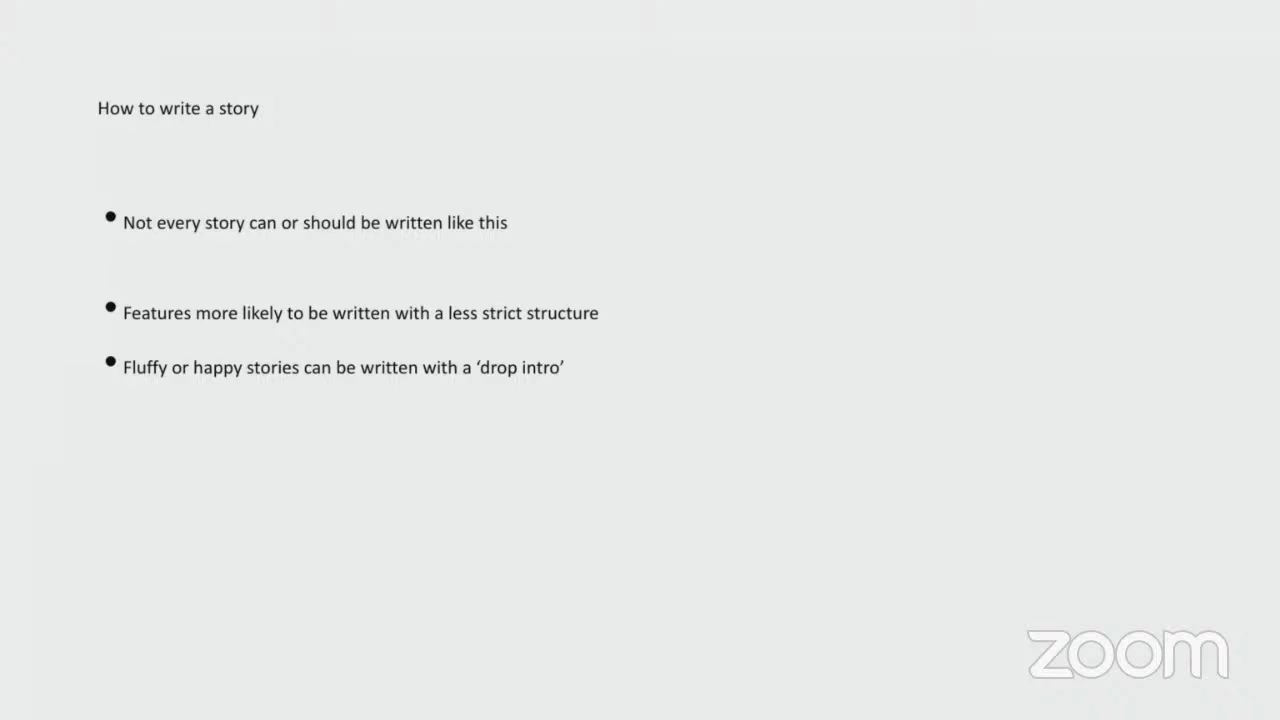 How to write a story
• Not every story can or should be written like this
• Features more likely to be written with a less strict structure
• Fluffy or happy stories can be written with a ‘drop intro’
zoom